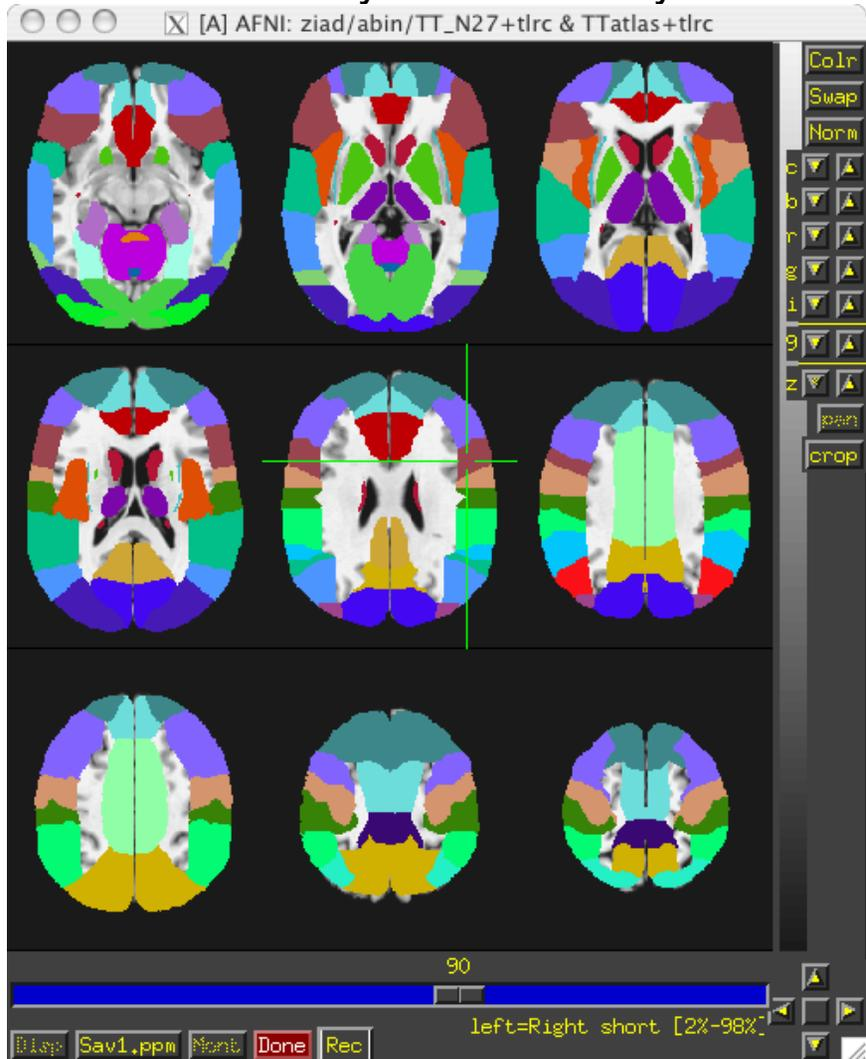 [A] AFNI: ziad/abin/TT_N27+tlrc & TTatlas+tlrc
Colr
Swap
Norm
c
b
r
g
i
9
z
pan
crop
90
left=Right short [2%-98%]
Disp
Sav1.ppm
Mont
Done
Rec